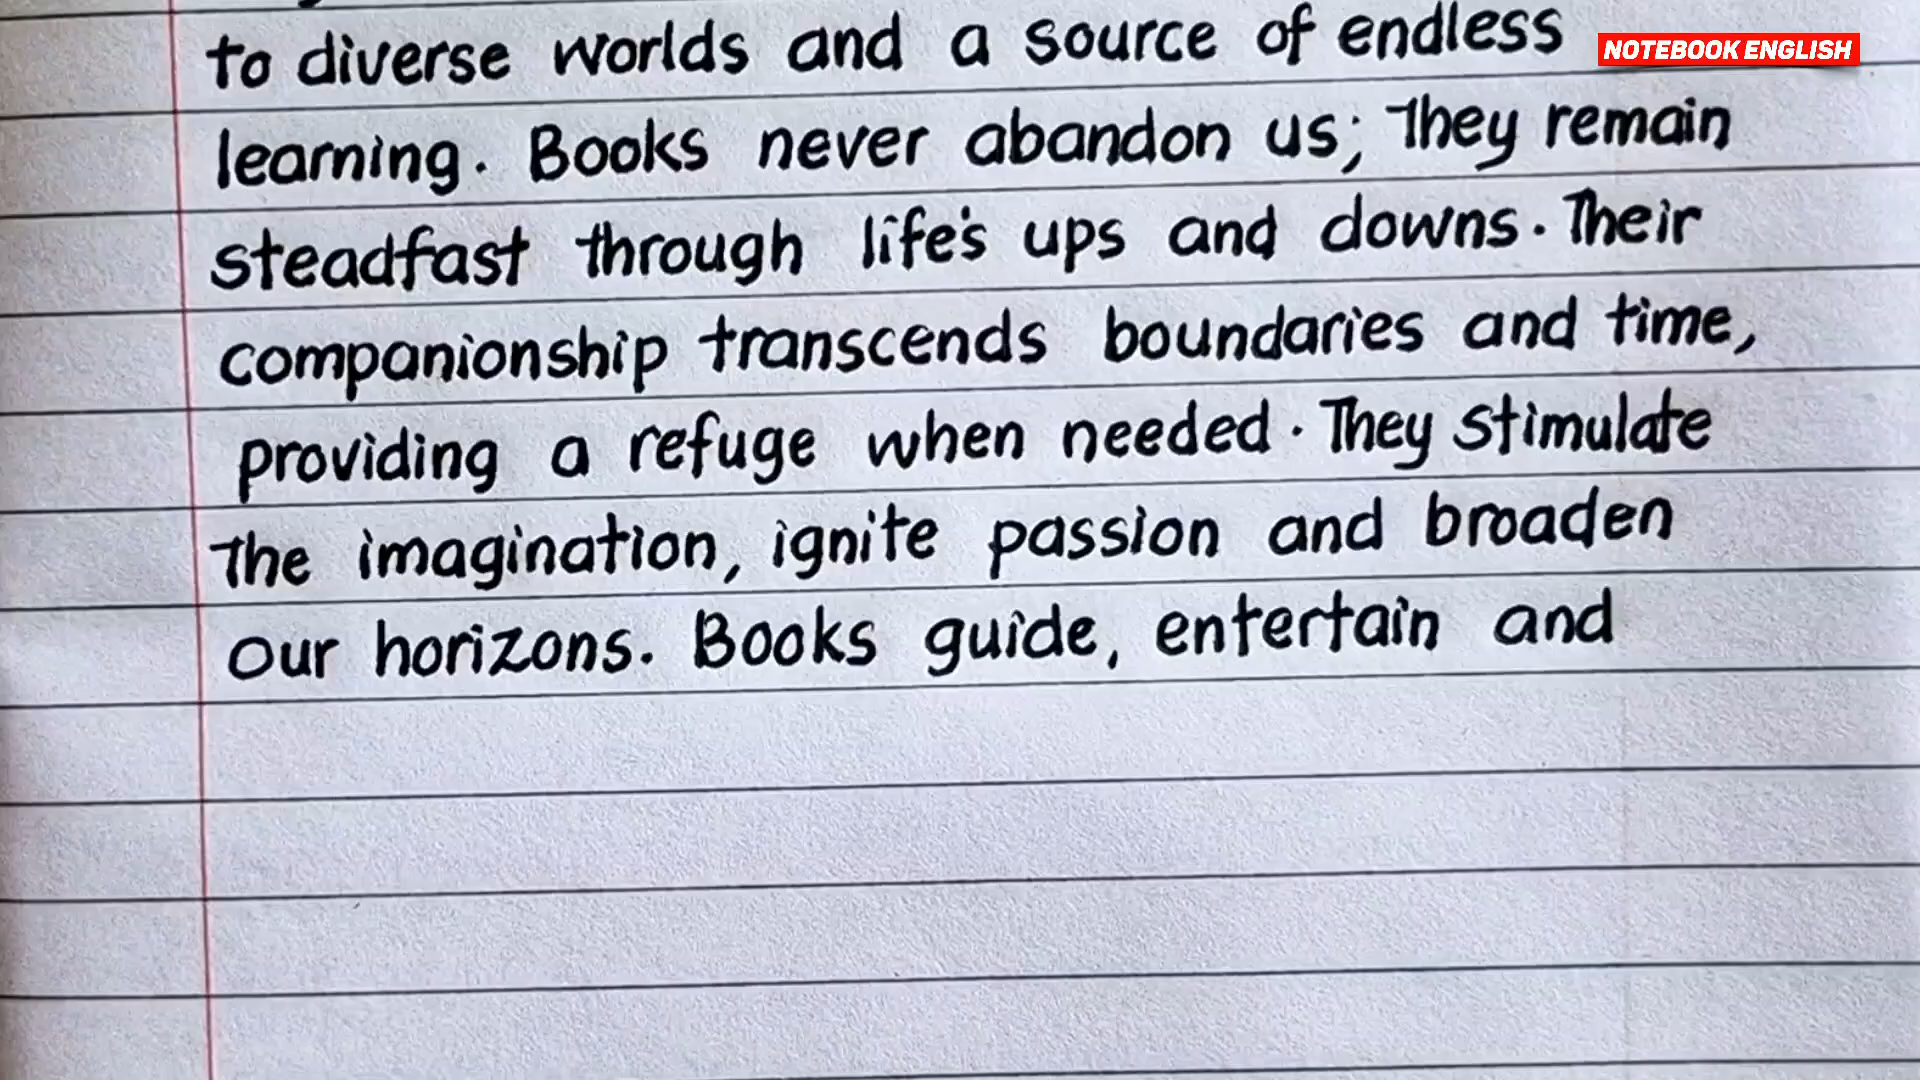 to diverse worlds and a source of endless
NOTEBOOK ENGLISH
learning. Books never abandon us; They remain
steadfast through life's ups and downs. Their
companionship transcends boundaries and time,
providing a refuge when needed. They stimulate
The imagination, ignite passion and broaden
our horizons. Books guide, entertain and